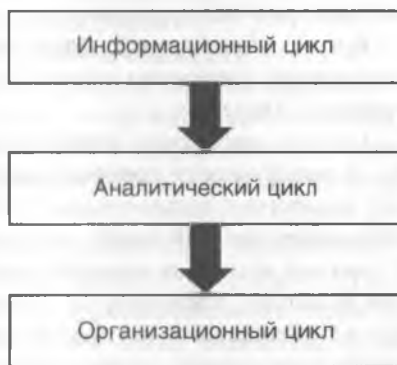 Информационный цикл
Аналитический цикл
Организационный цикл